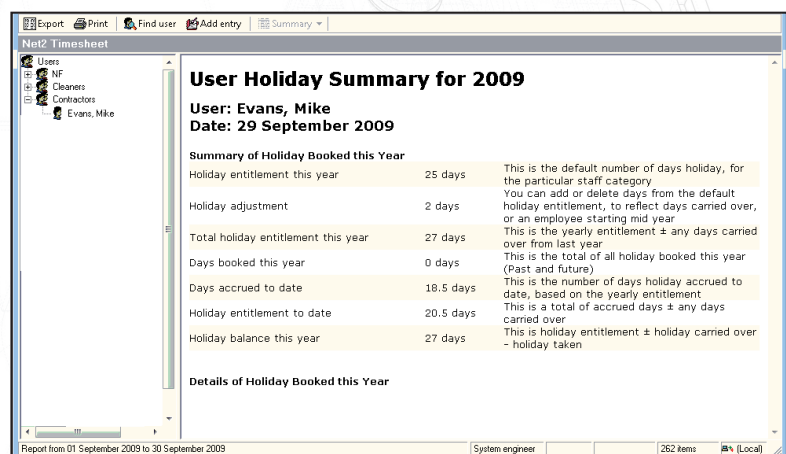 Export Print Find user Add entry Summary
Net2 Timesheet
Users
NF
Cleaners
Contractors
Evans, Mike
User Holiday Summary for 2009
User: Evans, Mike
Date: 29 September 2009
Summary of Holiday Booked this Year
Holiday entitlement this year 25 days This is the default number of days holiday, for
the particular staff category
You can add or delete days from the default
Holiday adjustment 2 days holiday entitlement, to reflect days carried over,
or an employee starting mid year
Total holiday entitlement this year 27 days This is the yearly entitlement ± any days carried
over from last year
Days booked this year 0 days This is the total of all holiday booked this year
(Past and future)
Days accrued to date 18.5 days This is the number of days holiday accrued to
date, based on the yearly entitlement
Holiday entitlement to date 20.5 days This is a total of accrued days ± any days
carried over
Holiday balance this year 27 days This is holiday entitlement ± holiday carried over
- holiday taken
Details of Holiday Booked this Year
Report from 01 September 2009 to 30 September 2009 System engineer 262 items (Local)